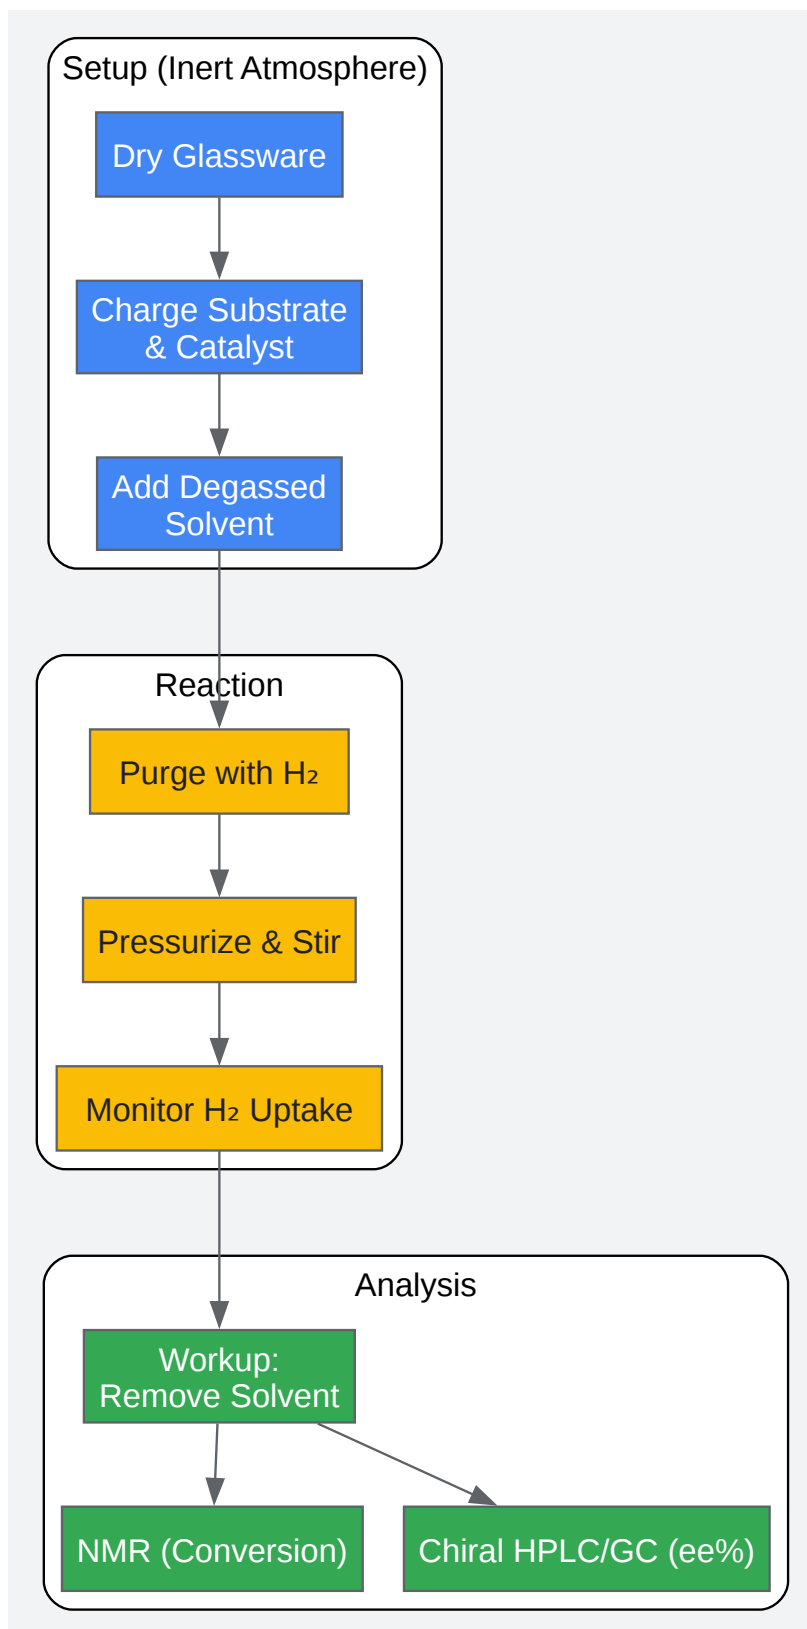 Setup (Inert Atmosphere)
Dry Glassware
Charge Substrate
& Catalyst
Add Degassed
Solvent
Reaction
Purge with H₂
Pressurize & Stir
Monitor H₂ Uptake
Analysis
Workup:
Remove Solvent
NMR (Conversion)
Chiral HPLC/GC (ee%)